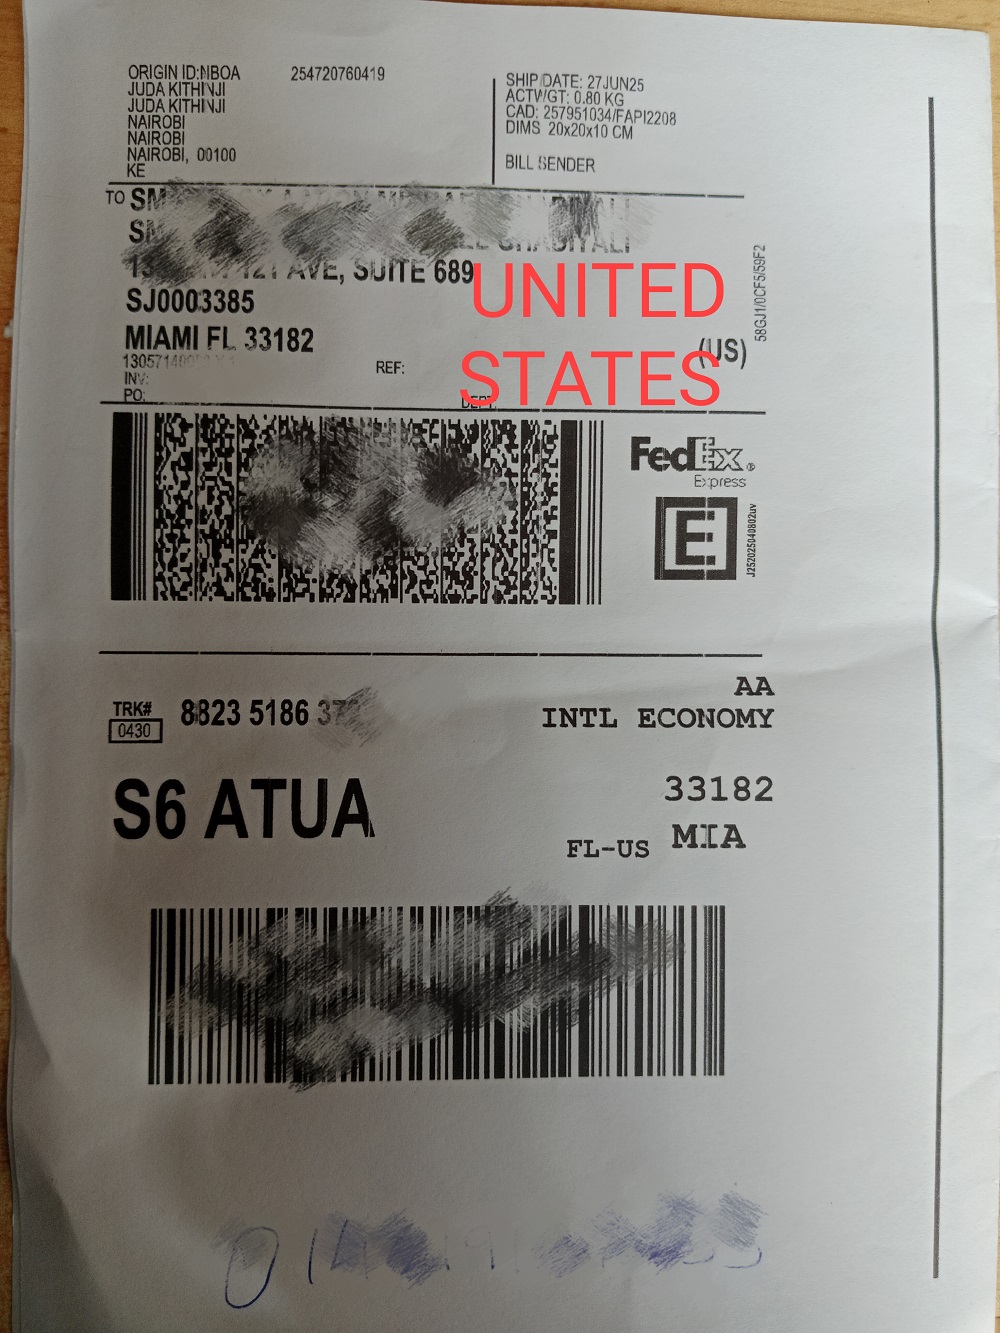 ORIGIN ID:NBOA 254720760419
JUDA KITHINJI
JUDA KITHINJI
NAIROBI
NAIROBI
NAIROBI, 00100
KE
SHIP DATE: 27JUN25
ACTWGT: 0.80 KG
CAD: 257951034/FAPI2208
DIMS 20x20x10 CM
BILL SENDER
TO
AVE, SUITE 689
SJ0003385
MIAMI FL 33182
(US)
UNITED
STATES
REF:
INV:
PO:
DEPT:
58GJ1/0CF5/59F2
FedEx
Express
E
J252025040802uv
TRK# 8823 5186
0430
AA
INTL ECONOMY
S6 ATUA
33182
FL-US MIA